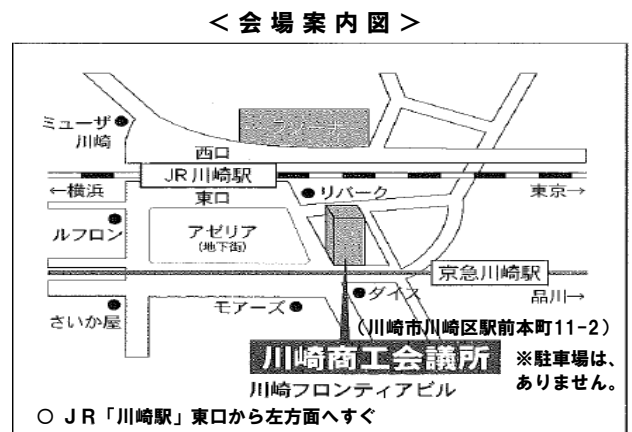 ＜会場案内図＞
ミューザ
川崎
ラゾーナ
西口
JR川崎駅
←横浜
東口
リバーク
東京→
ルフロン
アゼリア
(地下街)
京急川崎駅
品川→
ダイス
さいか屋
モアーズ
（川崎市川崎区駅前本町11-2）
川崎商工会議所
※駐車場は、
ありません。
川崎フロンティアビル
○ ＪＲ「川崎駅」東口から左方面へすぐ